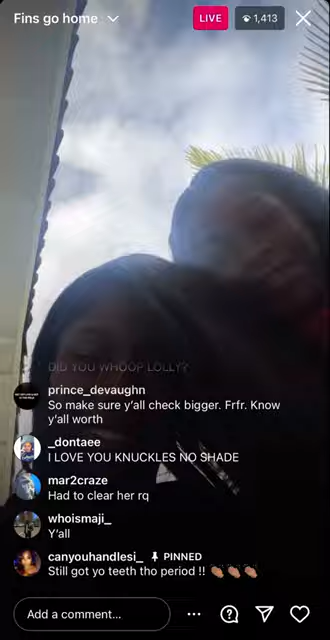 Fins go home
LIVE
1,413
DID YOU WHOOP LOLLY?
prince_devaughn
So make sure y'all check bigger. Frfr. Know
y'all worth
_dontaee
I LOVE YOU KNUCKLES NO SHADE
mar2craze
Had to clear her rq
whoismaji_
Y'all
canyouhandlesi_ PINNED
Still got yo teeth tho period !! 👏🏽👏🏽👏🏽
Add a comment...